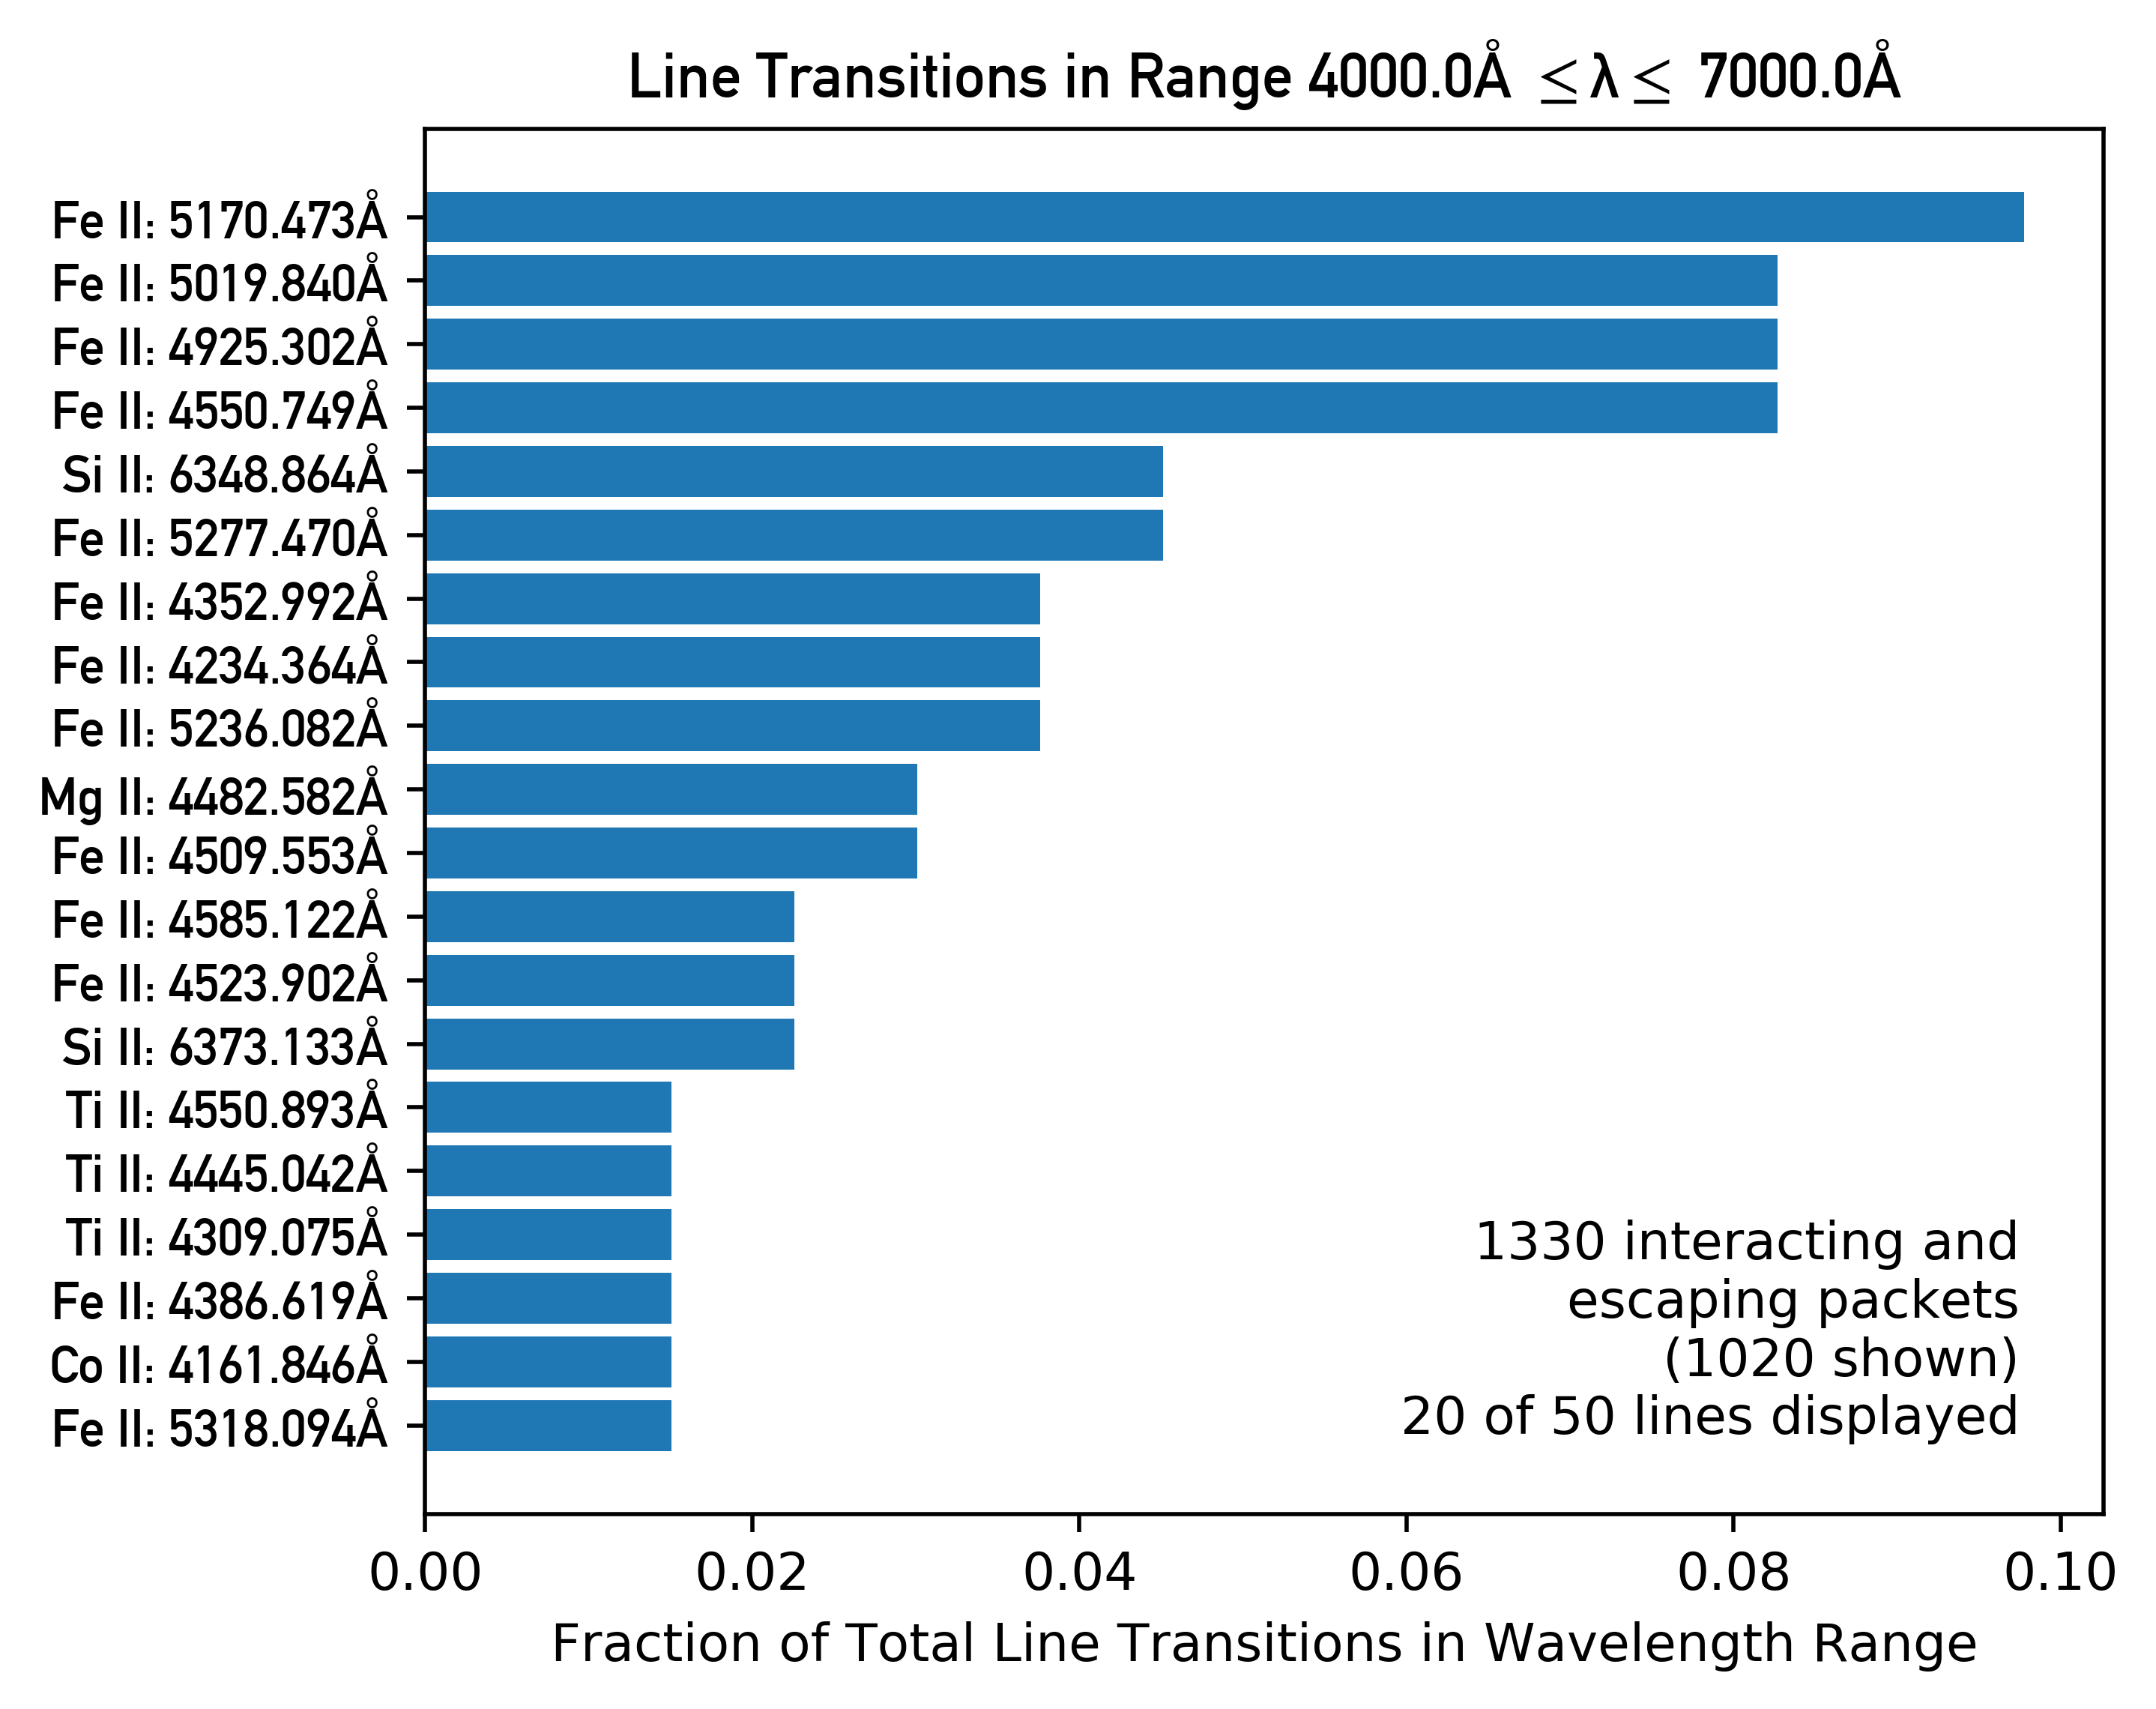 Line Transitions in Range 4000.0Å ≤ λ ≤ 7000.0Å
Fe II: 5170.473Å
Fe II: 5019.840Å
Fe II: 4925.302Å
Fe II: 4550.749Å
Si II: 6348.864Å
Fe II: 5277.470Å
Fe II: 4352.992Å
Fe II: 4234.364Å
Fe II: 5236.082Å
Mg II: 4482.582Å
Fe II: 4509.553Å
Fe II: 4585.122Å
Fe II: 4523.902Å
Si II: 6373.133Å
Ti II: 4550.893Å
Ti II: 4445.042Å
Ti II: 4309.075Å
Fe II: 4386.619Å
Co II: 4161.846Å
Fe II: 5318.094Å
1330 interacting and
escaping packets
(1020 shown)
20 of 50 lines displayed
0.00 0.02 0.04 0.06 0.08 0.10
Fraction of Total Line Transitions in Wavelength Range